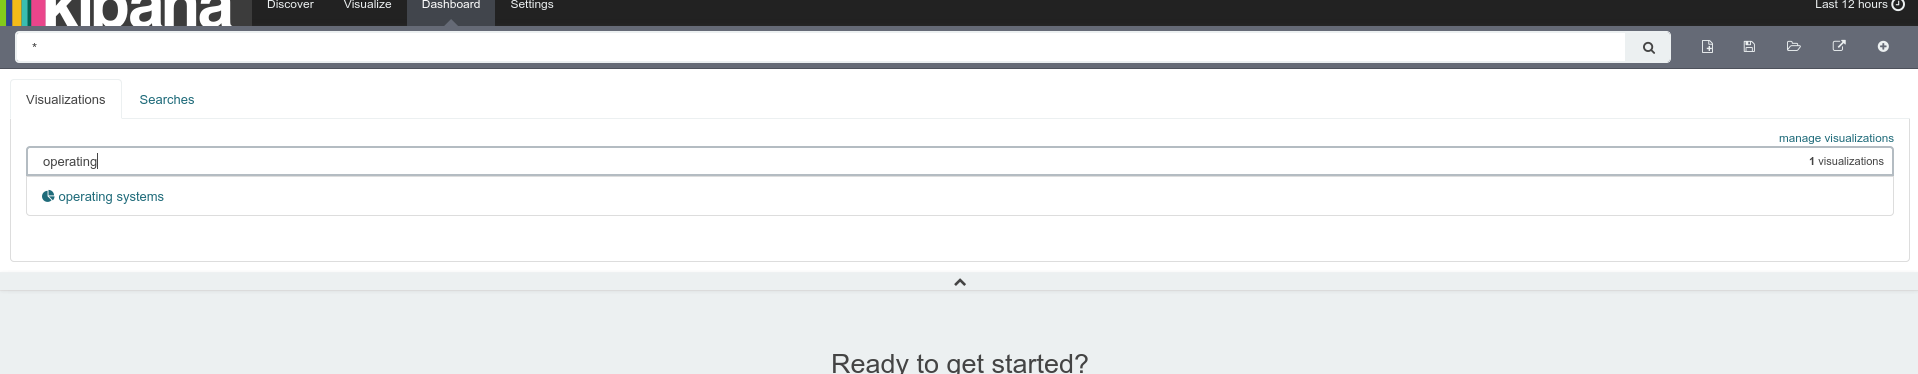 kibana
Discover Visualize Dashboard Settings Last 12 hours
*
Visualizations Searches
manage visualizations
operating 1 visualizations
operating systems
Ready to get started?